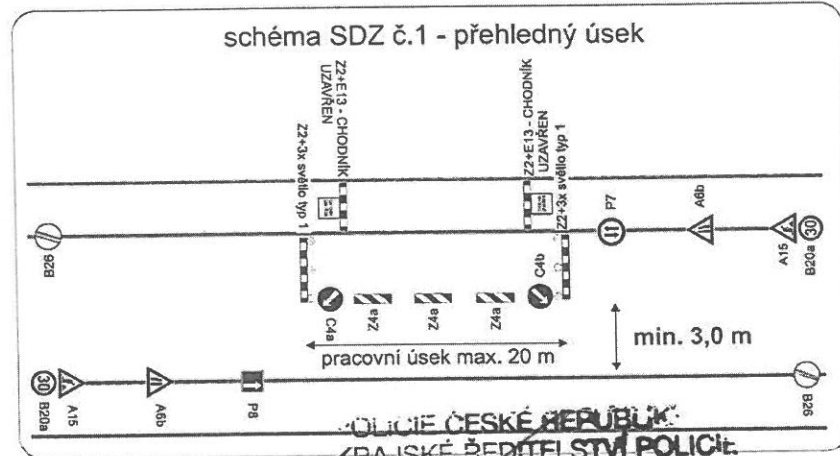 schéma SDZ č.1 - přehledný úsek
Z2+3x světlo typ 1
Z2+E13 - CHODNÍK
UZAVŘEN
Z2+E13 - CHODNÍK
UZAVŘEN
Z2+3x světlo typ 1
P7
A6b
A15
30
B20a
B26
C4a
Z4a
Z4a
Z4a
C4b
min. 3,0 m
pracovní úsek max. 20 m
30
B20a
A15
A6b
P8
B26
POLICIE ČESKÉ REPUBLIK
KRAJSKÉ ŘEDITELSTVÍ POLICIE